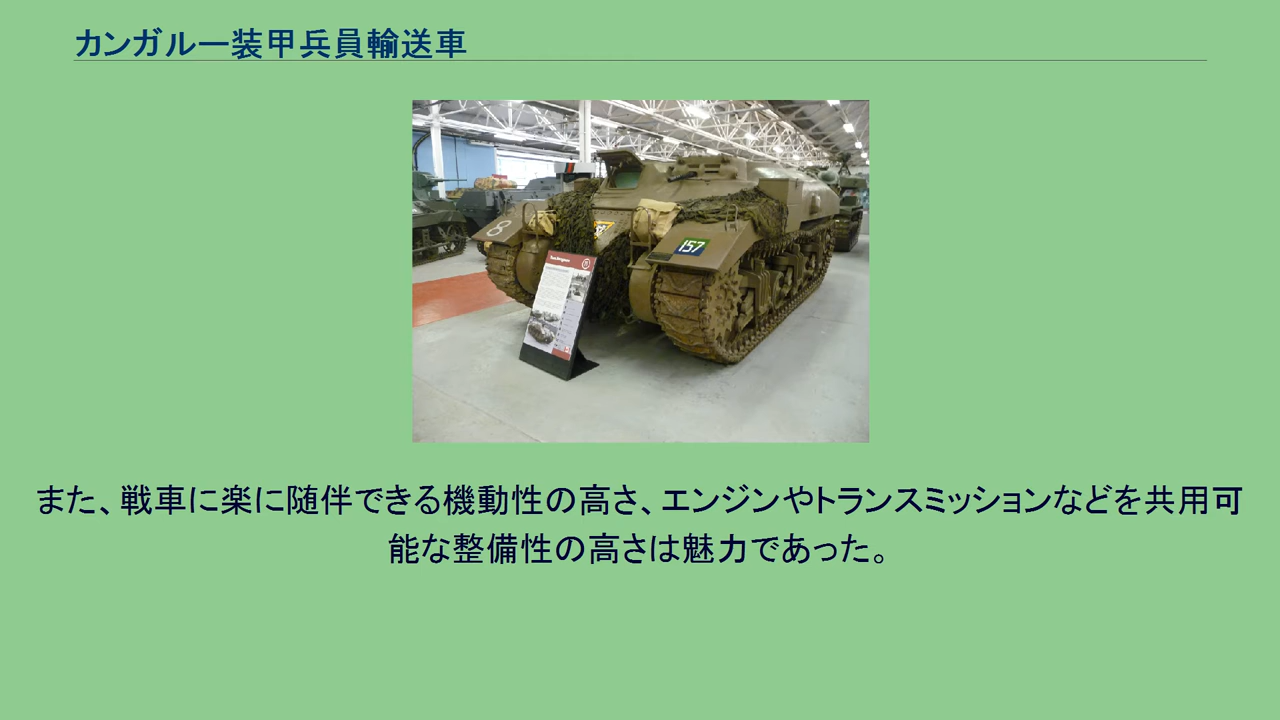 カンガルー装甲兵員輸送車
8
157
また、戦車に楽に随伴できる機動性の高さ、エンジンやトランスミッションなどを共用可
能な整備性の高さは魅力であった。